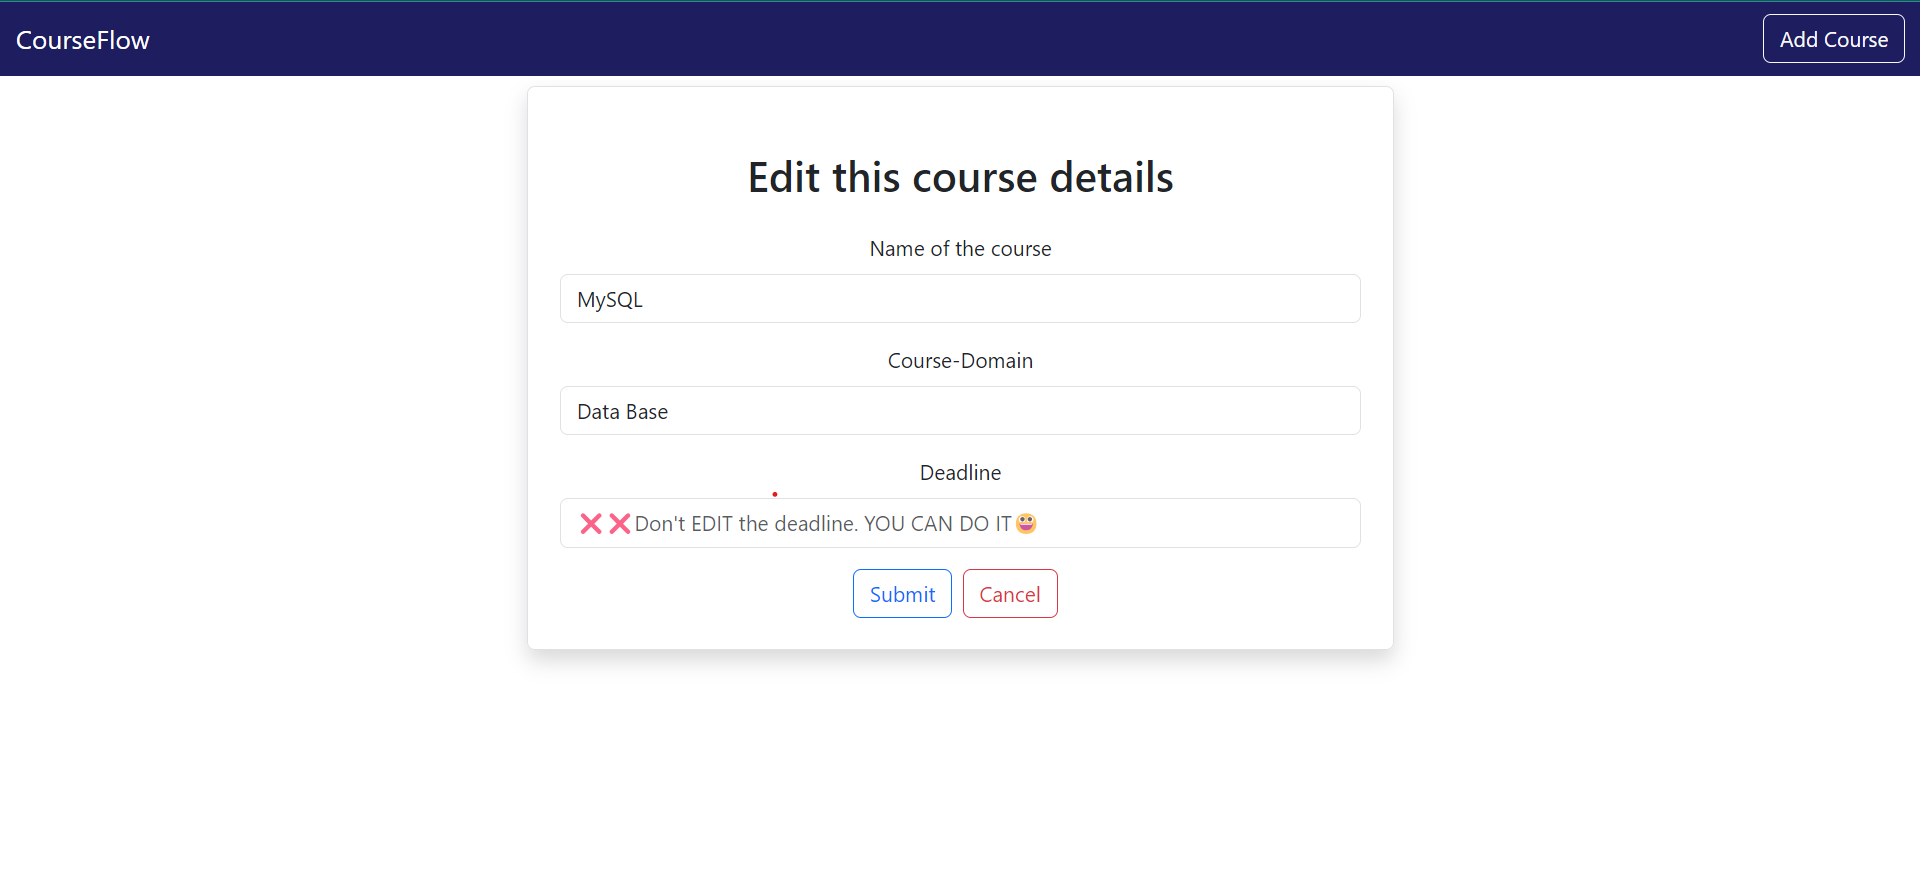 CourseFlow
Add Course
Edit this course details
Name of the course
MySQL
Course-Domain
Data Base
Deadline
❌❌Don't EDIT the deadline. YOU CAN DO IT😀
Submit
Cancel